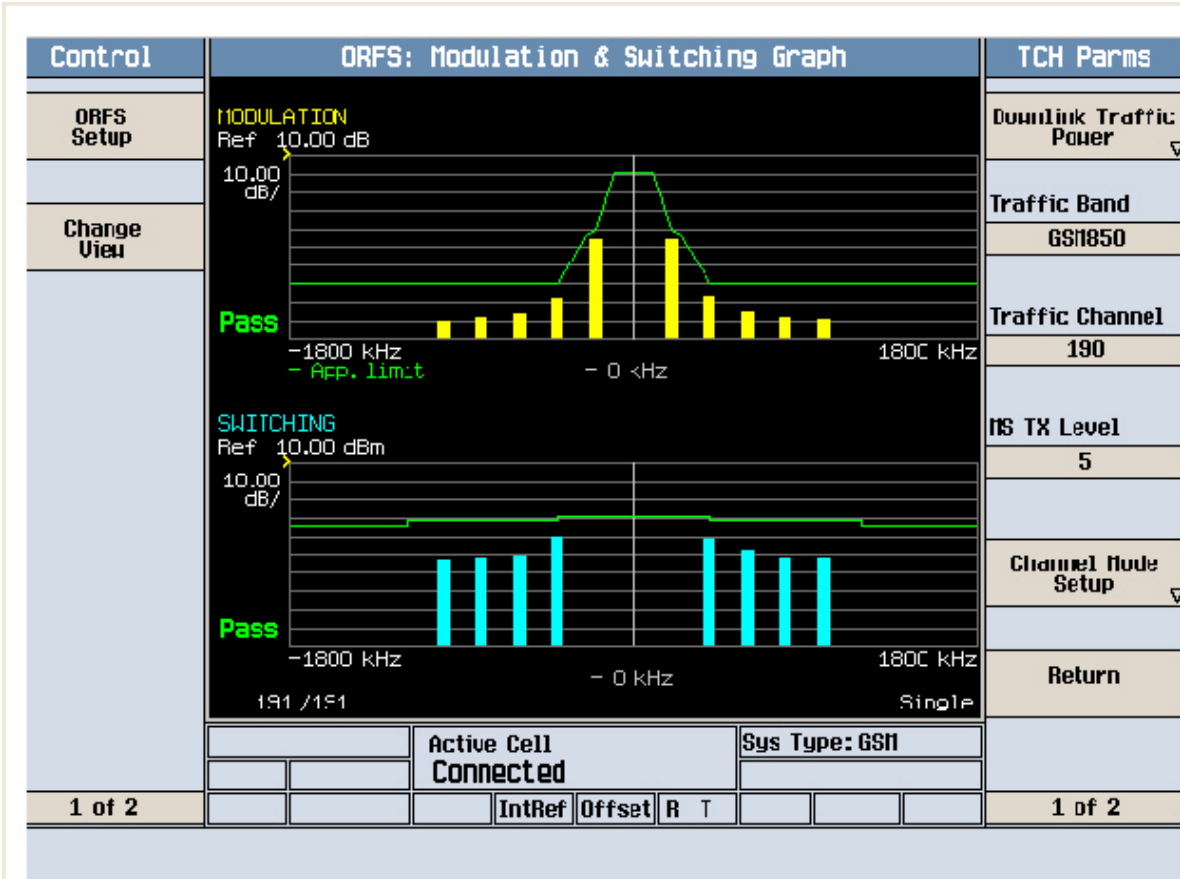 Control
ORFS
Setup
Change
View
1 of 2
ORFS: Modulation & Switching Graph
MODULATION
Ref 10.00 dB
10.00
dB/
Pass
-1800 kHz
1800 kHz
- App. limit
- 0 kHz
SWITCHING
Ref 10.00 dBm
10.00
dB/
Pass
-1800 kHz
1800 kHz
- 0 kHz
191/191
Single
Active Cell
Connected
Sys Type: GSM
IntRef
Offset
R T
TCH Parms
Downlink Traffic
Power
Traffic Band
GSM850
Traffic Channel
190
MS TX Level
5
Channel Mode
Setup
Return
1 of 2